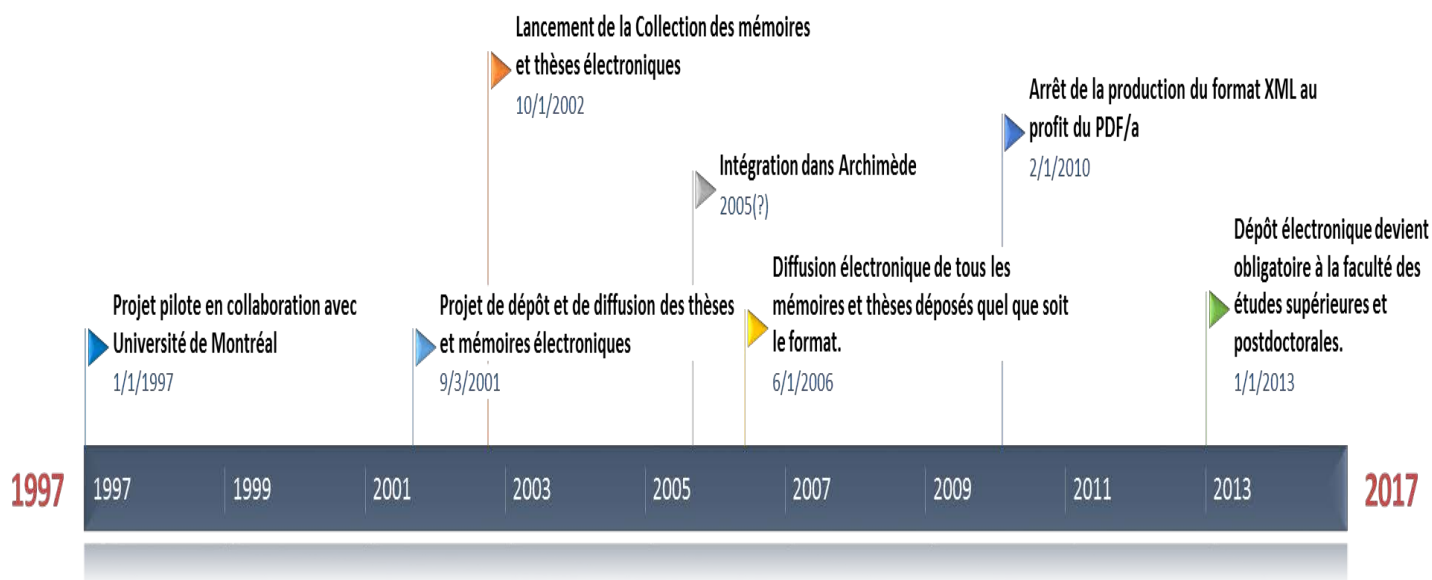 Lancement de la Collection des mémoires
et thèses électroniques
10/1/2002
Arrêt de la production du format XML au
profit du PDF/a
2/1/2010
Intégration dans Archimède
2005(?)
Dépôt électronique devient
obligatoire à la faculté des
études supérieures et
postdoctorales.
1/1/2013
Diffusion électronique de tous les
mémoires et thèses déposés quel que soit
le format.
6/1/2006
Projet pilote en collaboration avec
Université de Montréal
1/1/1997
Projet de dépôt et de diffusion des thèses
et mémoires électroniques
9/3/2001
1997
1997
1999
2001
2003
2005
2007
2009
2011
2013
2017